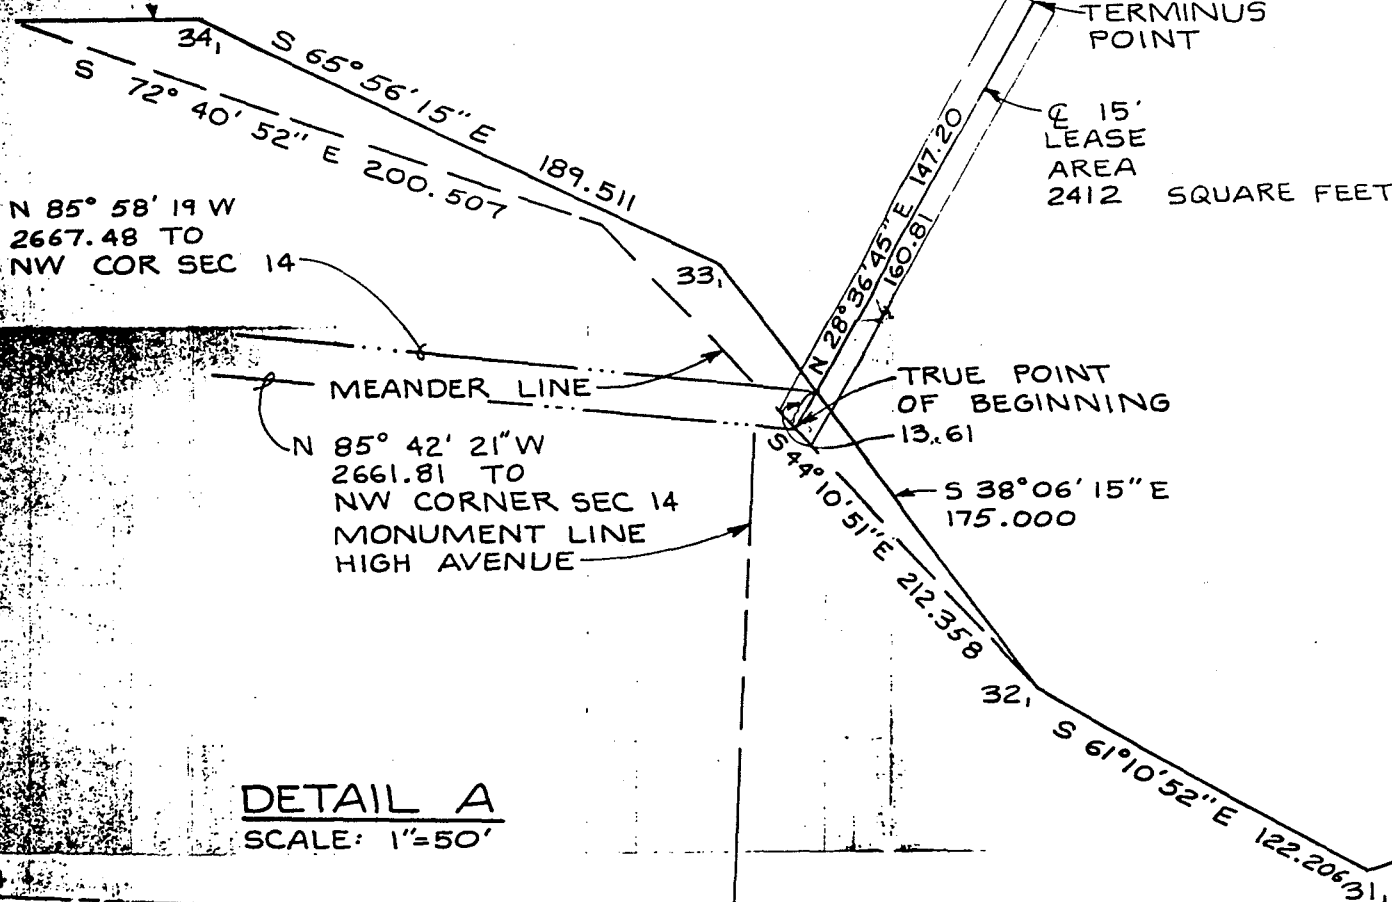 TERMINUS
POINT
34,
S 65° 56' 15" E 189.511
S 72° 40' 52" E 200.507
℄ 15'
LEASE
AREA
2412 SQUARE FEET
N 85° 58' 19 W
2667.48 TO
NW COR SEC 14
33,
N 28° 36' 45" E 147.20
160.81
MEANDER LINE
TRUE POINT
OF BEGINNING
13.61
N 85° 42' 21" W
2661.81 TO
NW CORNER SEC 14
MONUMENT LINE
HIGH AVENUE
S 44° 10' 51" E 212.358
S 38° 06' 15" E
175.000
32,
S 61° 10' 52" E 122.206
31,
DETAIL A
SCALE: 1"=50'